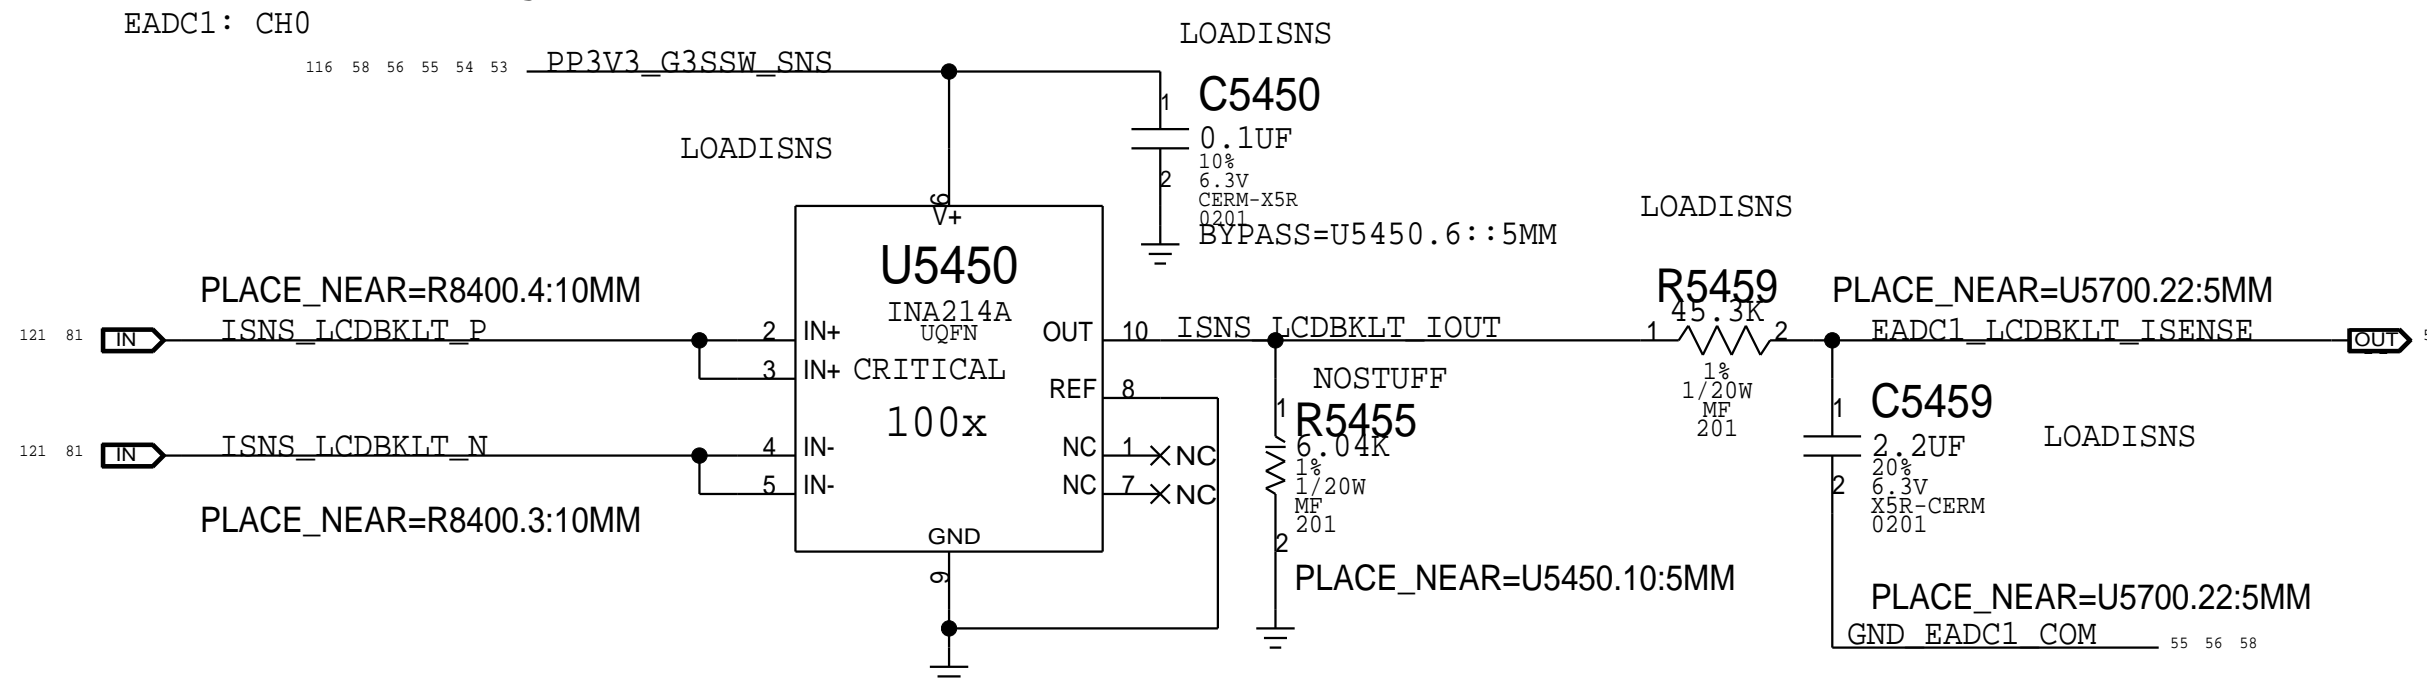 EADC1: CH0
LOADISNS
116 58 56 55 54 53 PP3V3_G3SSW_SNS
1 C5450
LOADISNS
0.1UF
10%
2 6.3V
CERM-X5R
0201
BYPASS=U5450.6::5MM
6
V+
LOADISNS
U5450
PLACE_NEAR=R8400.4:10MM
R5459
45.3K
PLACE_NEAR=U5700.22:5MM
INA214A
UQFN
121 81 IN ISNS_LCDBKLT_P 2 IN+ OUT 10 ISNS_LCDBKLT_IOUT 1 2 EADC1_LCDBKLT_ISENSE OUT
3 IN+ CRITICAL
1%
1/20W
MF
201
NOSTUFF
REF 8
1 R5455
6.04K
1%
1/20W
MF
201
2
100x
1 C5459
2.2UF
20%
2 6.3V
X5R-CERM
0201
LOADISNS
121 81 IN ISNS_LCDBKLT_N 4 IN- NC 1 NC
5 IN- NC 7 NC
PLACE_NEAR=R8400.3:10MM
GND
9
PLACE_NEAR=U5450.10:5MM
PLACE_NEAR=U5700.22:5MM
GND_EADC1_COM 55 56 58